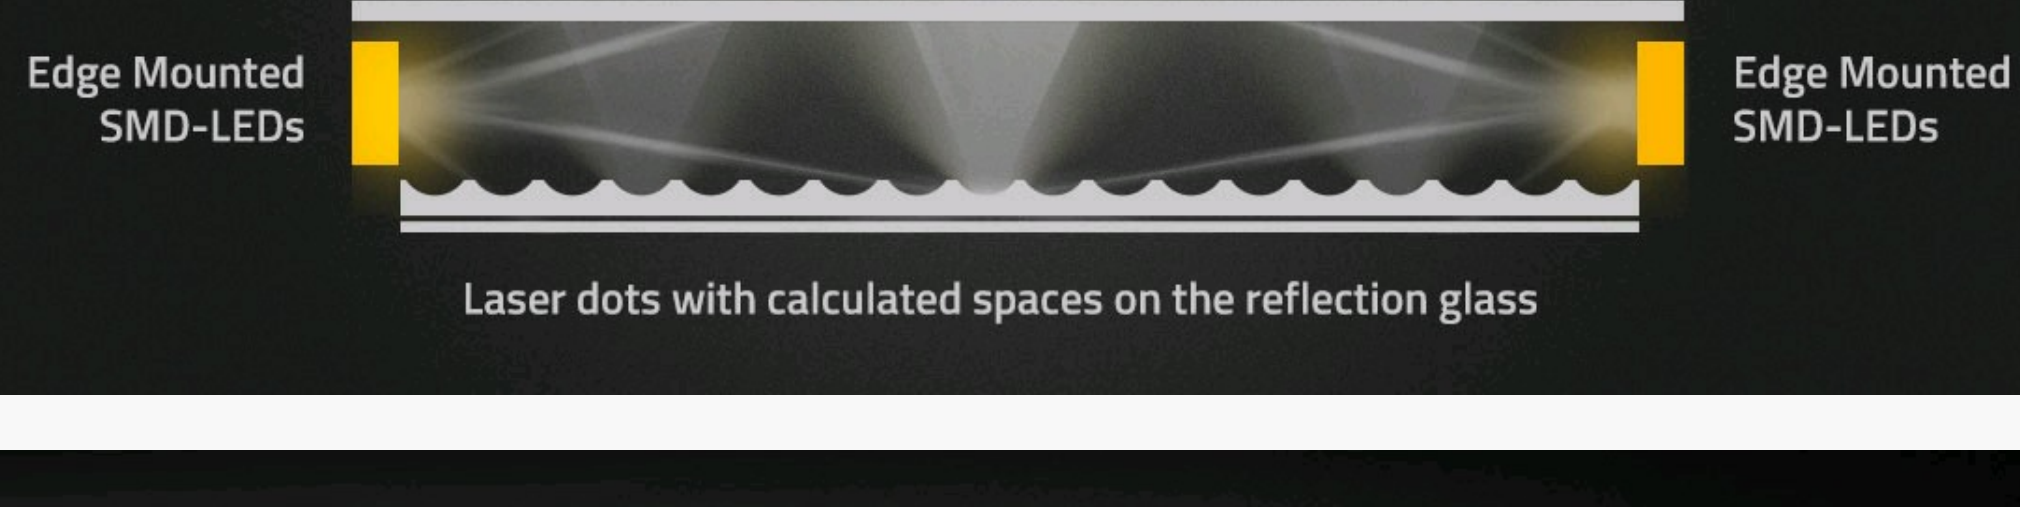 Edge Mounted
SMD-LEDs
Edge Mounted
SMD-LEDs
Laser dots with calculated spaces on the reflection glass